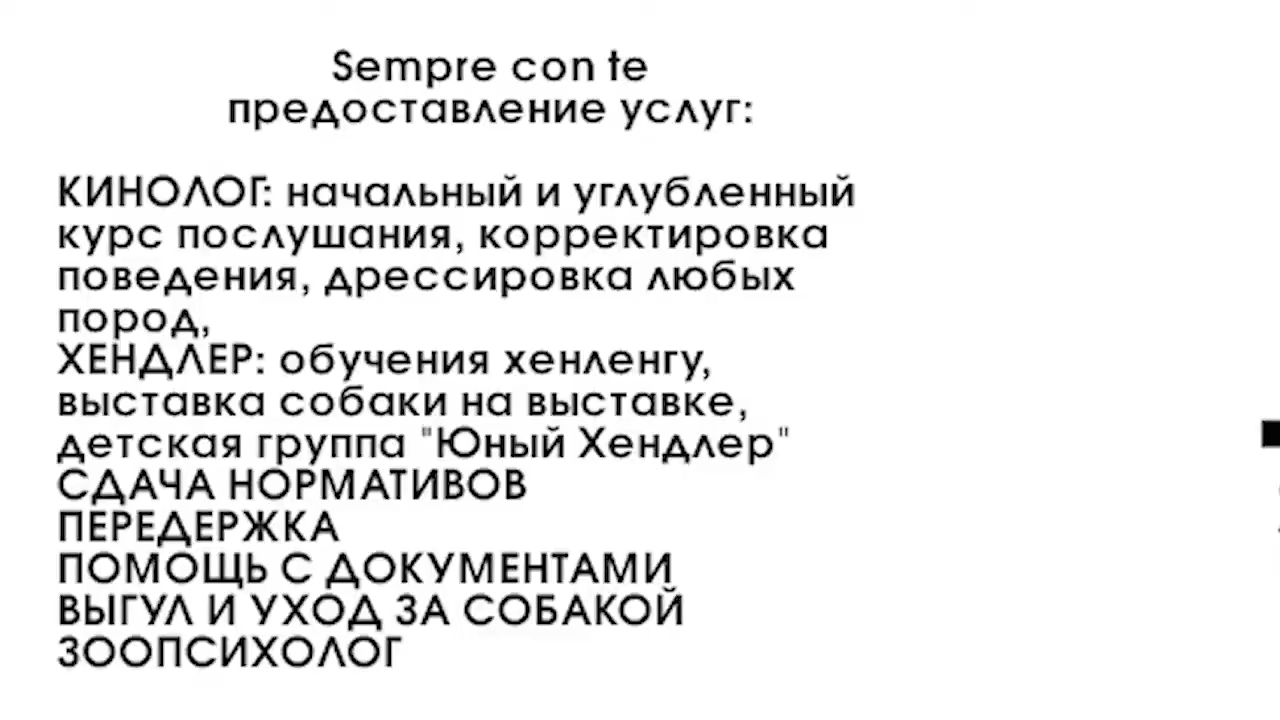 Sempre con te
предоставление услуг:
КИНОЛОГ: начальный и углубленный
курс послушания, корректировка
поведения, дрессировка любых
пород,
ХЕНДЛЕР: обучения хенленгу,
выставка собаки на выставке,
детская группа "Юный Хендлер"
СДАЧА НОРМАТИВОВ
ПЕРЕДЕРЖКА
ПОМОЩЬ С ДОКУМЕНТАМИ
ВЫГУЛ И УХОД ЗА СОБАКОЙ
ЗООПСИХОЛОГ